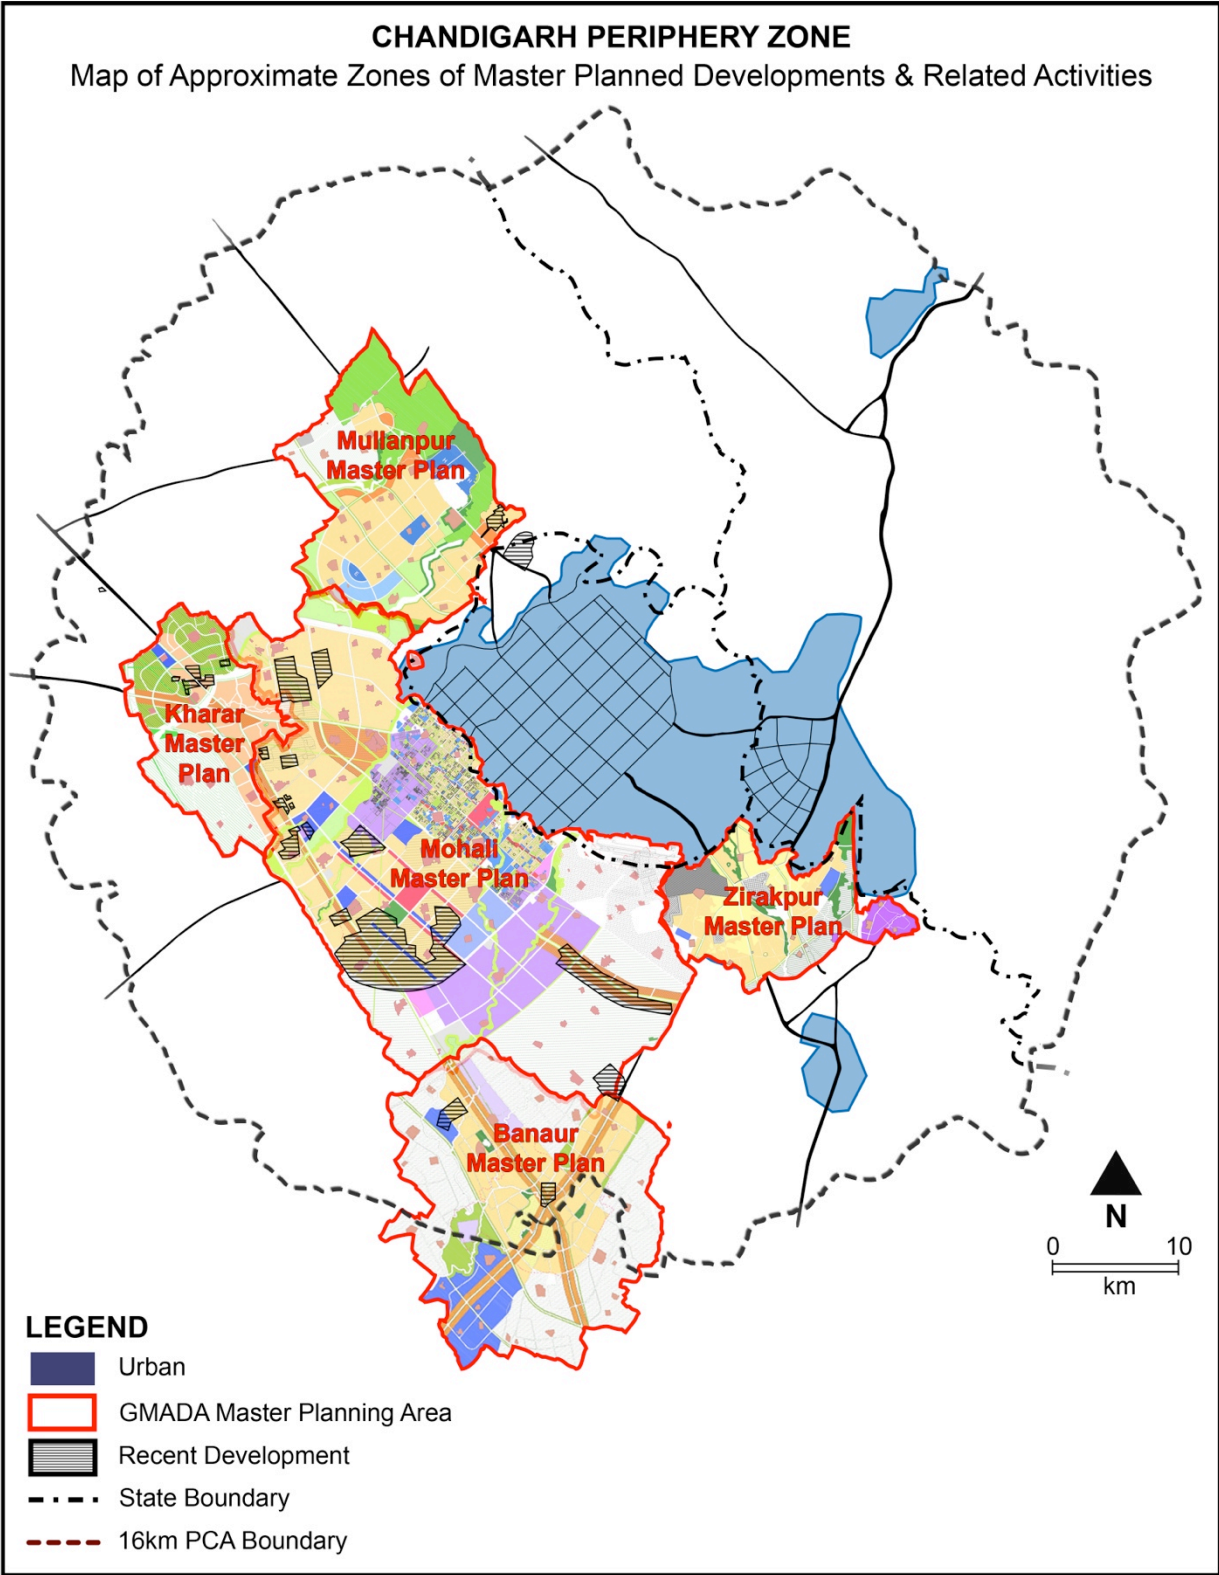 CHANDIGARH PERIPHERY ZONE
Map of Approximate Zones of Master Planned Developments & Related Activities
Mullanpur
Master Plan
Kharar
Master
Plan
Mohali
Master Plan
Zirakpur
Master Plan
Banaur
Master Plan
N
0 10
km
LEGEND
Urban
GMADA Master Planning Area
Recent Development
State Boundary
16km PCA Boundary